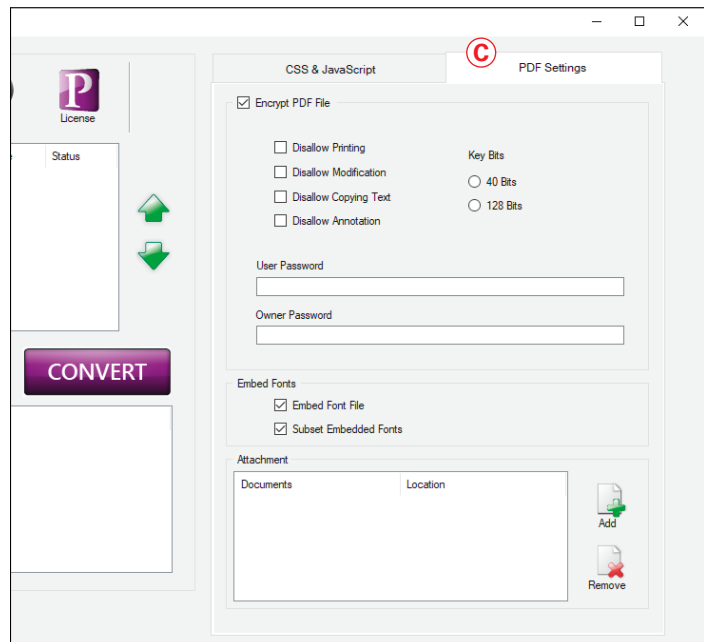 C
CSS & JavaScript
PDF Settings
P
License
Encrypt PDF File
Status
Disallow Printing
Disallow Modification
Disallow Copying Text
Disallow Annotation
Key Bits
40 Bits
128 Bits
User Password
Owner Password
CONVERT
Embed Fonts
Embed Font File
Subset Embedded Fonts
Attachment
Documents
Location
Add
Remove